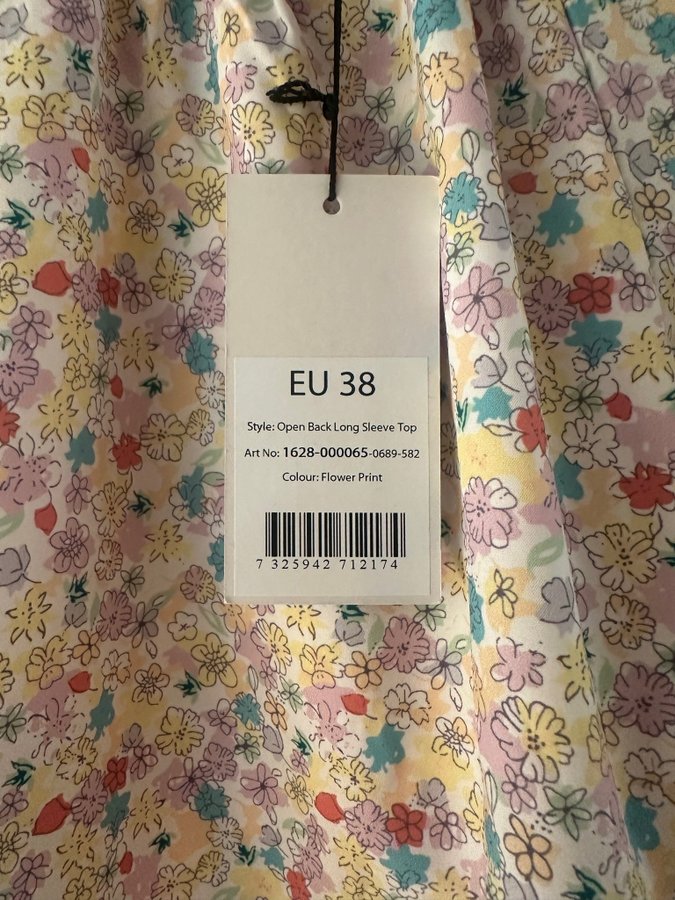 EU 38
Style: Open Back Long Sleeve Top
Art No: 1628-000065-0689-582
Colour: Flower Print
7 325942 712174